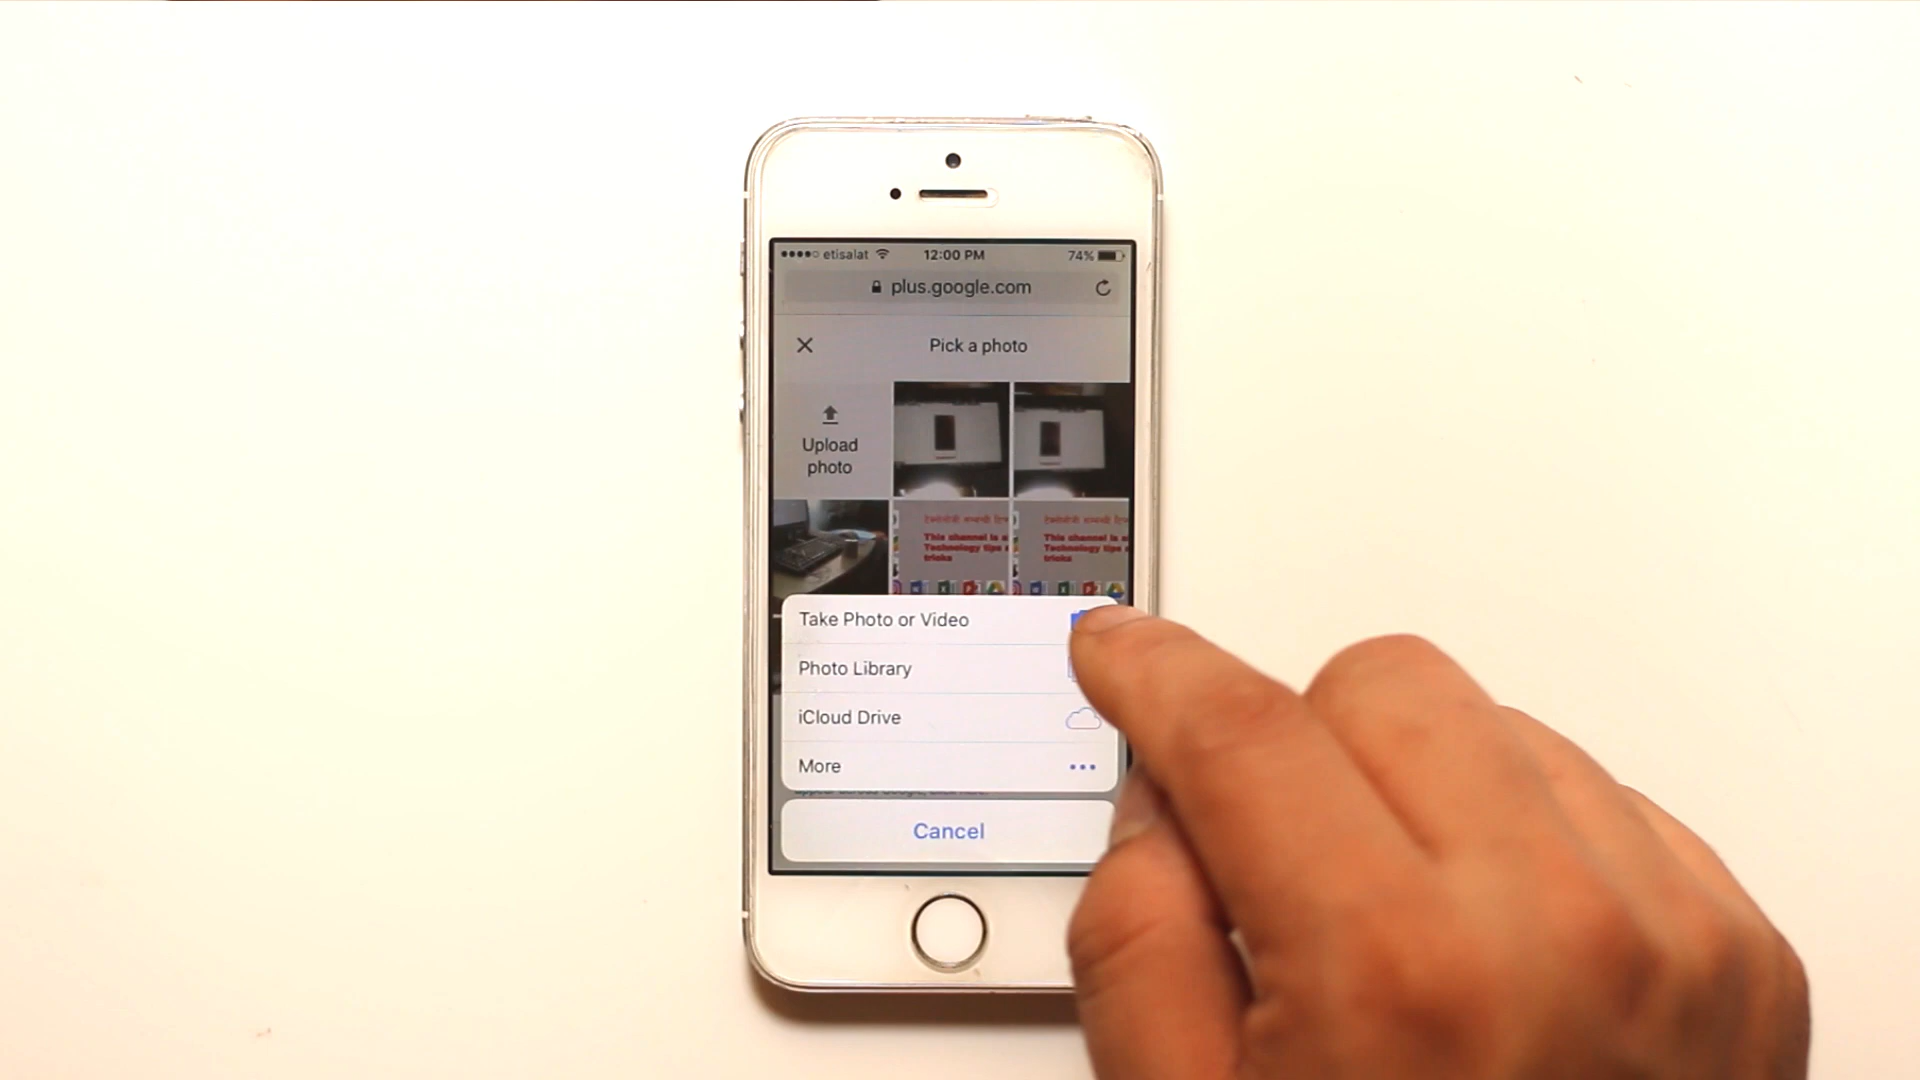 etisalat 12:00 PM 74%
plus.google.com
Pick a photo
Upload
photo
This channel is a
Technology tips
tricks
This channel is a
Technology tips
tricks
Take Photo or Video
Photo Library
iCloud Drive
More
Cancel